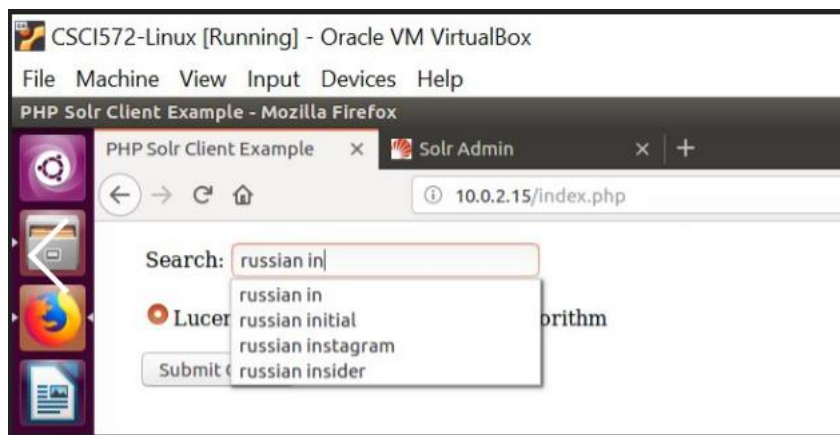 CSCI572-Linux [Running] - Oracle VM VirtualBox
File Machine View Input Devices Help
PHP Solr Client Example - Mozilla Firefox
PHP Solr Client Example × Solr Admin × +
10.0.2.15/index.php
Search: russian in
russian in
Lucer orithm
russian initial
russian instagram
Submit
russian insider